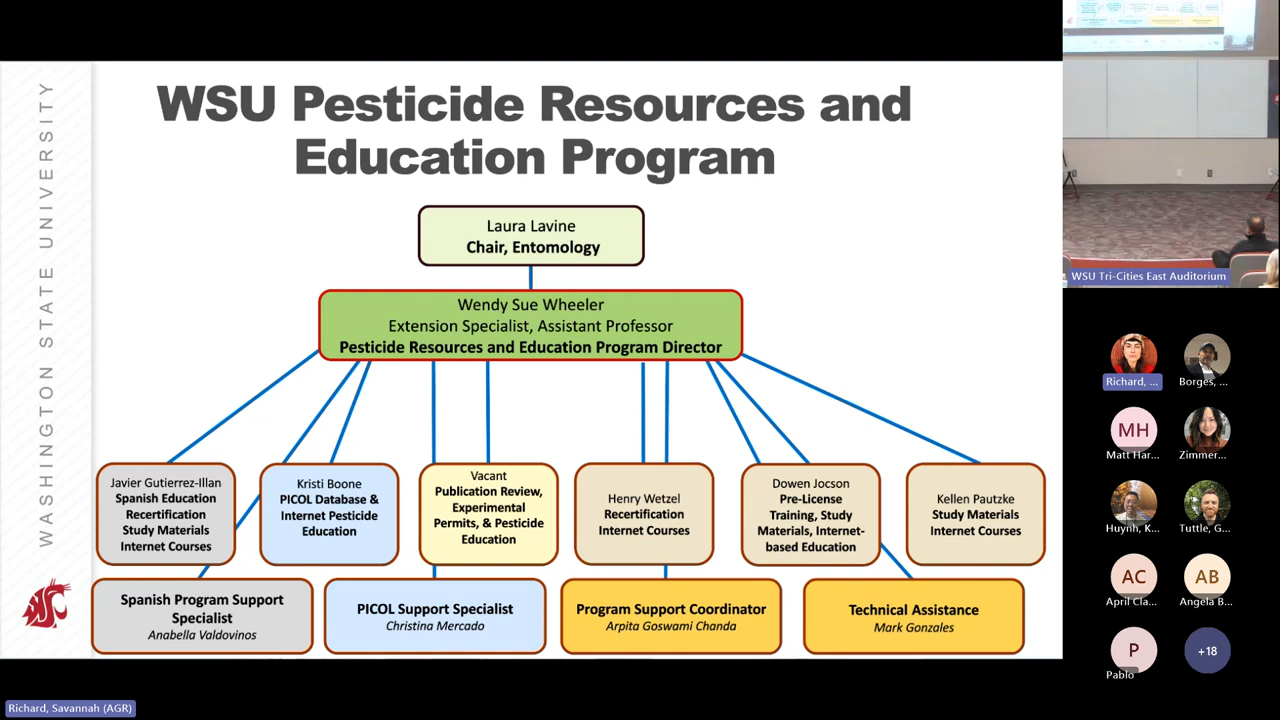 WASHINGTON STATE UNIVERSITY
WSU Pesticide Resources and
Education Program
Laura Lavine
Chair, Entomology
Wendy Sue Wheeler
Extension Specialist, Assistant Professor
Pesticide Resources and Education Program Director
Javier Gutierrez-Illan
Spanish Education
Recertification
Study Materials
Internet Courses
Kristi Boone
PICOL Database &
Internet Pesticide
Education
Vacant
Publication Review,
Experimental
Permits, & Pesticide
Education
Henry Wetzel
Recertification
Internet Courses
Dowen Jocson
Pre-License
Training, Study
Materials, Internet-
based Education
Kellen Pautzke
Study Materials
Internet Courses
Spanish Program Support
Specialist
Anabella Valdovinos
PICOL Support Specialist
Christina Mercado
Program Support Coordinator
Arpita Goswami Chanda
Technical Assistance
Mark Gonzales
WSU Tri-Cities East Auditorium
Richard, ...
Borges, ...
MH
Matt Har...
Zimmer...
Huynh, K...
Tuttle, G...
AC
April Cla...
AB
Angela B...
P
Pablo
+18
Richard, Savannah (AGR)